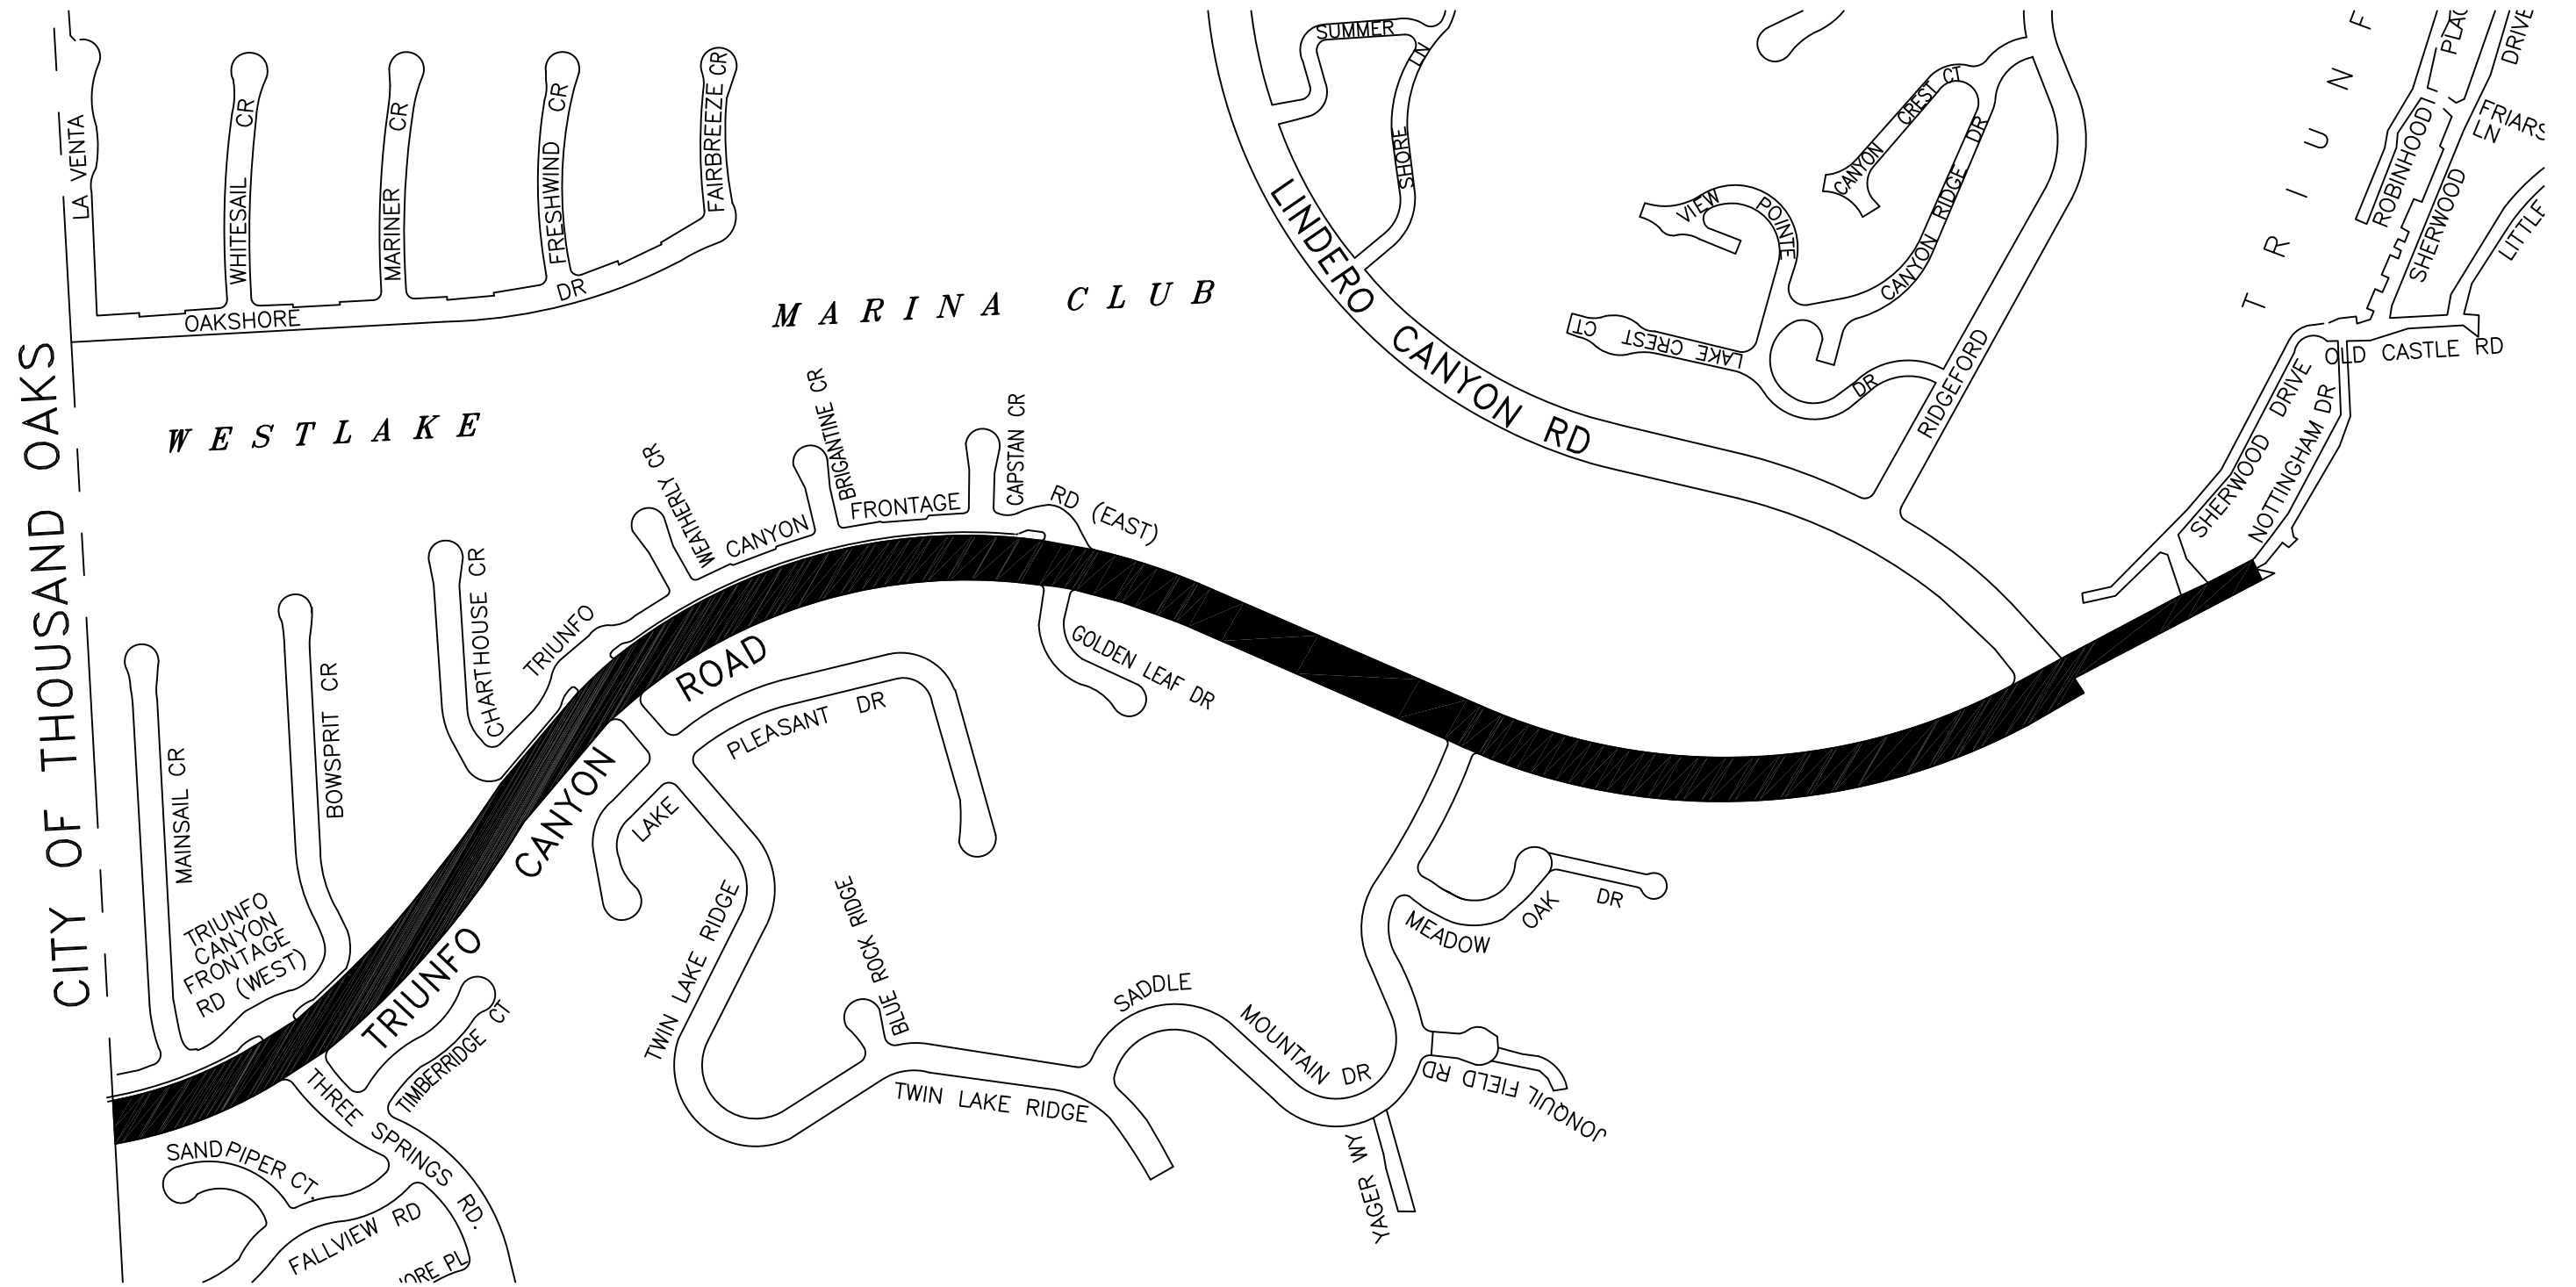 SUMMER
LN
SHORE
CANYON CREST CT
CANYON RIDGE DR
VIEW POINTE
LAKE CREST CT
DR
RIDGEFORD
LINDERO CANYON RD
TRIUNF
DRIVE
ROBINHOOD
SHERWOOD
FRIARS
LN
LITTLE
OLD CASTLE RD
SHERWOOD DRIVE
NOTTINGHAM DR
LA VENTA
WHITESAIL CR
MARINER CR
FRESHWIND CR
FAIRBREEZE CR
OAKSHORE DR
MARINA CLUB
WESTLAKE
CITY OF THOUSAND OAKS
MAINSAIL CR
BOWSPRIT CR
CHARTHOUSE CR
WEATHERLY CR
BRIGANTINE CR
CAPSTAN CR
TRIUNFO CANYON FRONTAGE RD (EAST)
TRIUNFO
CANYON
FRONTAGE
RD (WEST)
TRIUNFO CANYON ROAD
GOLDEN LEAF DR
LAKE PLEASANT DR
TWIN LAKE RIDGE
BLUE ROCK RIDGE
TWIN LAKE RIDGE
SADDLE MOUNTAIN DR
MEADOW OAK DR
JONQUIL FIELD RD
YAGER WY
TIMBERRIDGE CT
THREE SPRINGS RD.
SANDPIPER CT.
FALLVIEW RD
PL